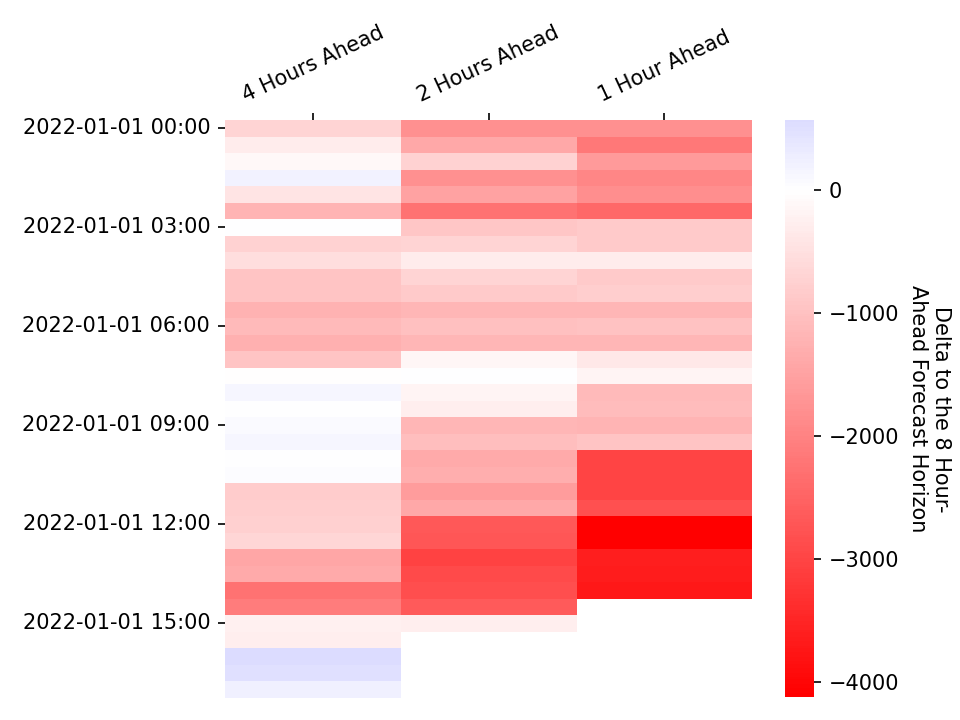 4 Hours Ahead
2 Hours Ahead
1 Hour Ahead
2022-01-01 00:00
2022-01-01 03:00
2022-01-01 06:00
2022-01-01 09:00
2022-01-01 12:00
2022-01-01 15:00
0
−1000
−2000
−3000
−4000
Delta to the 8 Hour-
Ahead Forecast Horizon